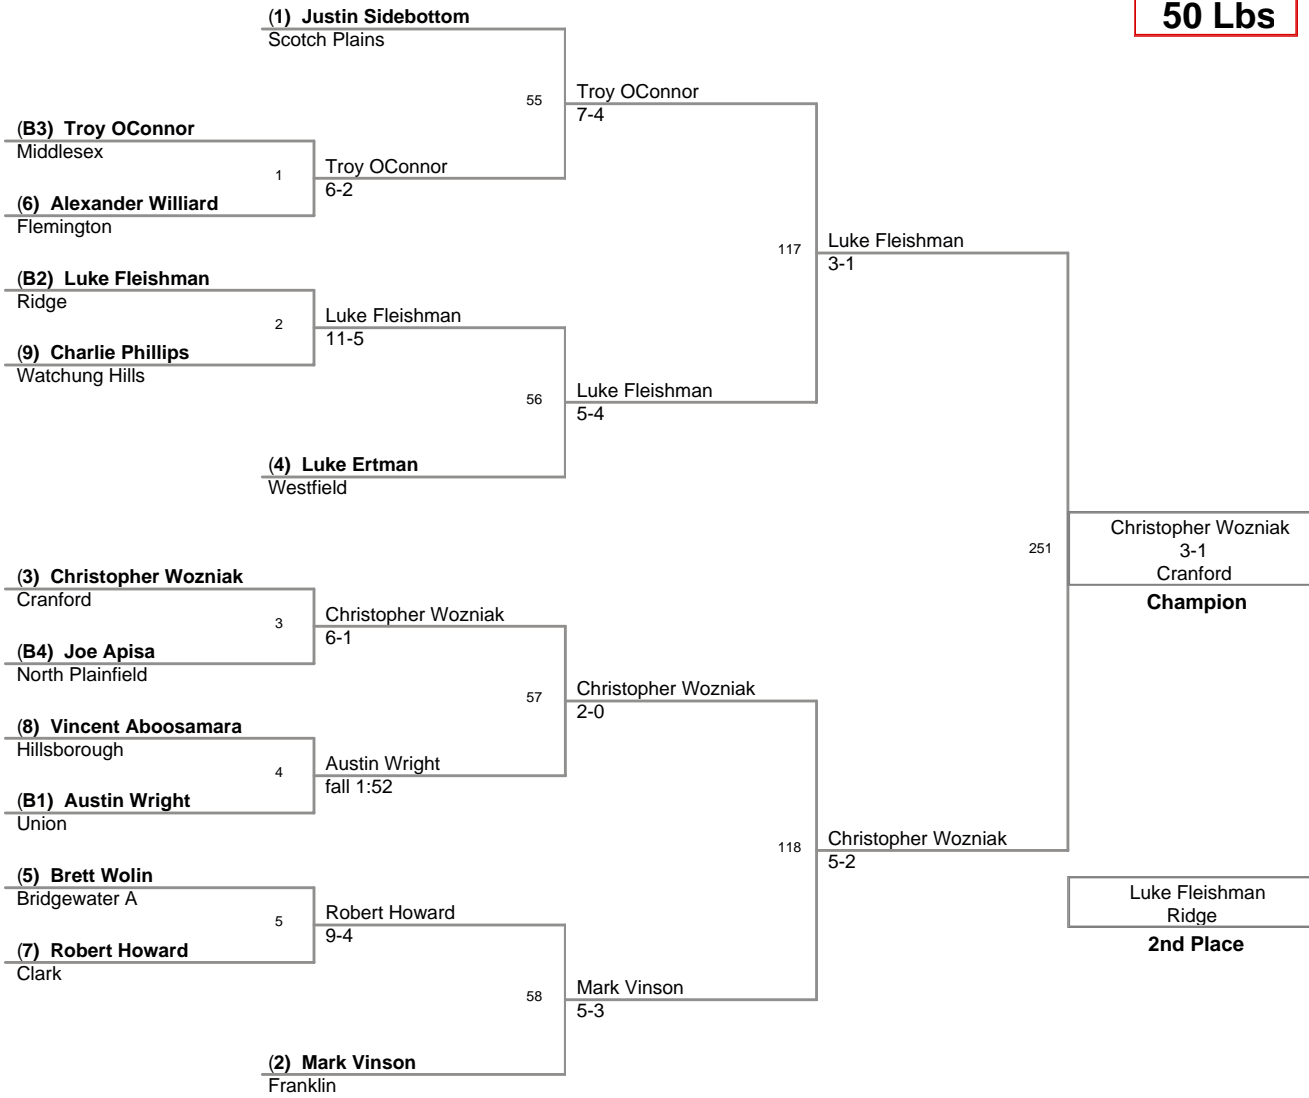 50 Lbs
(1) Justin Sidebottom
Scotch Plains
55
Troy OConnor
7-4
(B3) Troy OConnor
Middlesex
1
Troy OConnor
6-2
(6) Alexander Williard
Flemington
117
Luke Fleishman
3-1
(B2) Luke Fleishman
Ridge
2
Luke Fleishman
11-5
(9) Charlie Phillips
Watchung Hills
56
Luke Fleishman
5-4
(4) Luke Ertman
Westfield
251
Christopher Wozniak
3-1
Cranford
Champion
(3) Christopher Wozniak
Cranford
3
Christopher Wozniak
6-1
(B4) Joe Apisa
North Plainfield
57
Christopher Wozniak
2-0
(8) Vincent Aboosamara
Hillsborough
4
Austin Wright
fall 1:52
(B1) Austin Wright
Union
118
Christopher Wozniak
5-2
(5) Brett Wolin
Bridgewater A
5
Robert Howard
9-4
(7) Robert Howard
Clark
Luke Fleishman
Ridge
2nd Place
58
Mark Vinson
5-3
(2) Mark Vinson
Franklin